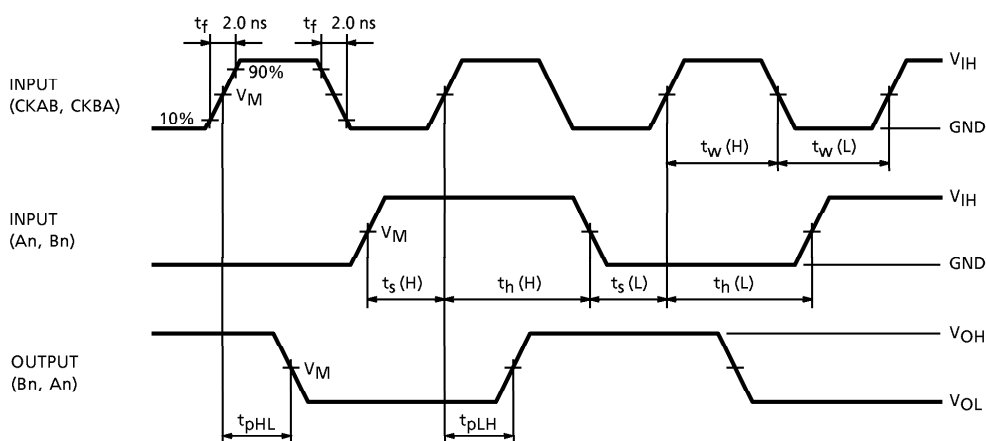 tf 2.0 ns tf 2.0 ns
INPUT
(CKAB, CKBA)
90%
VM
10%
VIH
GND
tw (H) tw (L)
INPUT
(An, Bn)
VM
VIH
GND
ts (H) th (H) ts (L) th (L)
OUTPUT
(Bn, An)
VM
VOH
VOL
tpHL tpLH